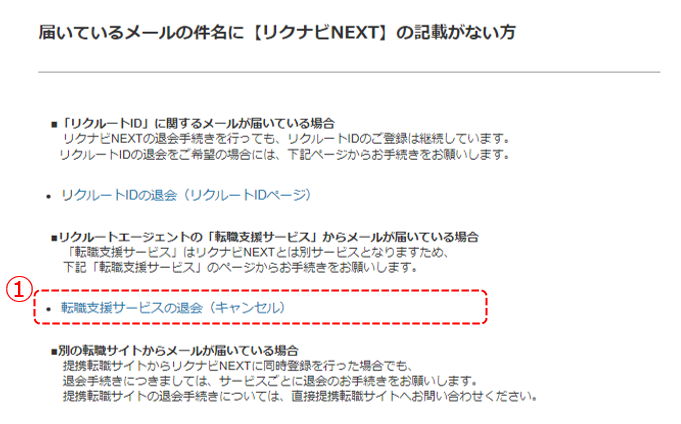 届いているメールの件名に【リクナビNEXT】の記載がない方
■「リクルートID」に関するメールが届いている場合
リクナビNEXTの退会手続きを行っても、リクルートIDのご登録は継続しています。
リクルートIDの退会をご希望の場合には、下記ページからお手続きをお願いします。
• リクルートIDの退会（リクルートIDページ）
■リクルートエージェントの「転職支援サービス」からメールが届いている場合
「転職支援サービス」はリクナビNEXTとは別サービスとなりますため、
下記「転職支援サービス」のページからお手続きをお願いします。
①
• 転職支援サービスの退会（キャンセル）
■別の転職サイトからメールが届いている場合
提携転職サイトからリクナビNEXTに同時登録を行った場合でも、
退会手続きにつきましては、サービスごとに退会のお手続きをお願いします。
提携転職サイトの退会手続きについては、直接提携転職サイトへお問い合わせください。